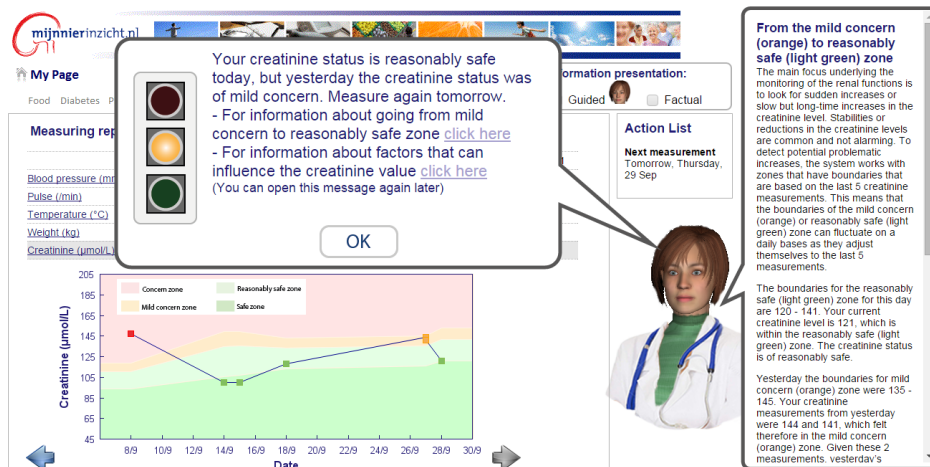 mijnnierinzicht.nl
My Page
Food Diabetes
Information presentation:
Guided
Factual
Measuring
Blood pressure
Pulse (/min)
Temperature (°C)
Weight (kg)
Creatinine (µmol/L)
Your creatinine status is reasonably safe
today, but yesterday the creatinine status was
of mild concern. Measure again tomorrow.
- For information about going from mild
concern to reasonably safe zone click here
- For information about factors that can
influence the creatinine value click here
(You can open this message again later)
OK
Action List
Next measurement
Tomorrow, Thursday,
29 Sep
205
185
165
145
125
105
85
65
45
Creatinine (µmol/L)
Concern zone
Reasonably safe zone
Mild concern zone
Safe zone
8/9 10/9 12/9 14/9 16/9 18/9 20/9 22/9 24/9 26/9 28/9 30/9
Date
From the mild concern
(orange) to reasonably
safe (light green) zone
The main focus underlying the
monitoring of the renal functions is
to look for sudden increases or
slow but long-time increases in the
creatinine level. Stabilities or
reductions in the creatinine levels
are common and not alarming. To
detect potential problematic
increases, the system works with
zones that have boundaries that
are based on the last 5 creatinine
measurements. This means that
the boundaries of the mild concern
(orange) or reasonably safe (light
green) zone can fluctuate on a
daily bases as they adjust
themselves to the last 5
measurements.
The boundaries for the reasonably
safe (light green) zone for this day
are 120 - 141. Your current
creatinine level is 121, which is
within the reasonably safe (light
green) zone. The creatinine status
is of reasonably safe.
Yesterday the boundaries for mild
concern (orange) zone were 135 -
145. Your creatinine
measurements from yesterday
were 144 and 141, which felt
therefore in the mild concern
(orange) zone. Given these 2
measurements, yesterday's